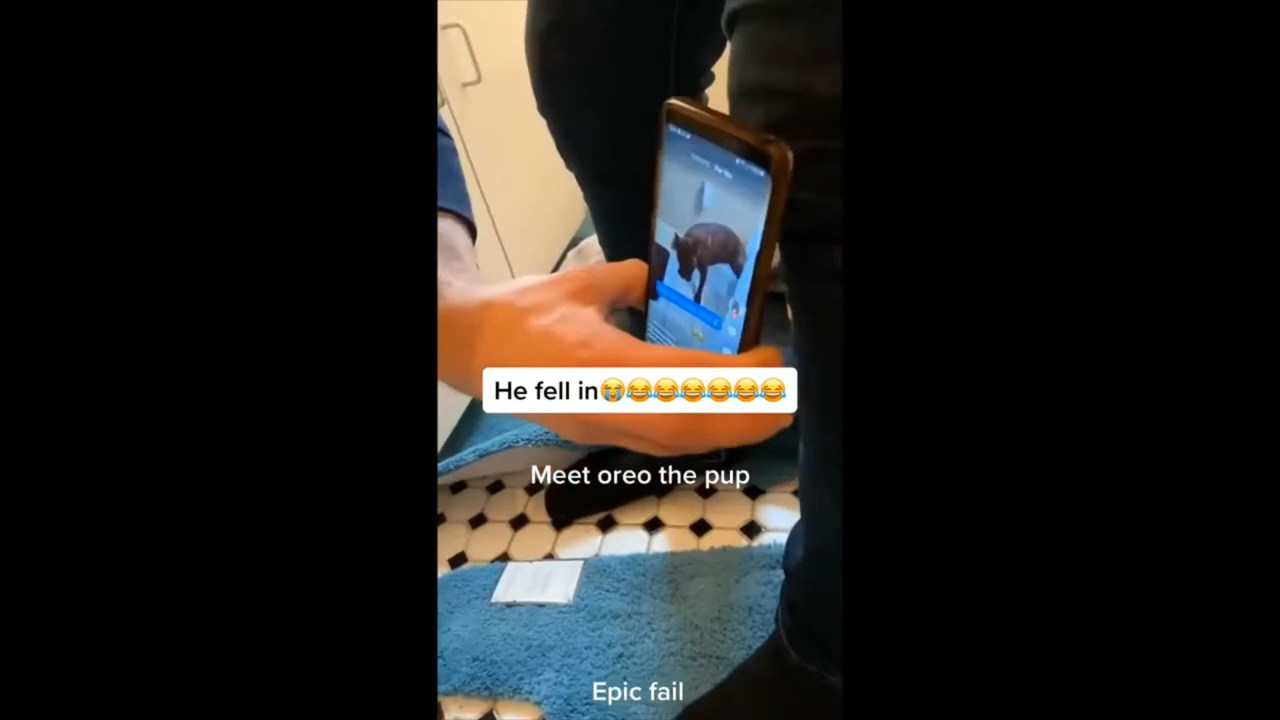 He fell in😭😂😂😂😂😂😂
Meet oreo the pup
Epic fail